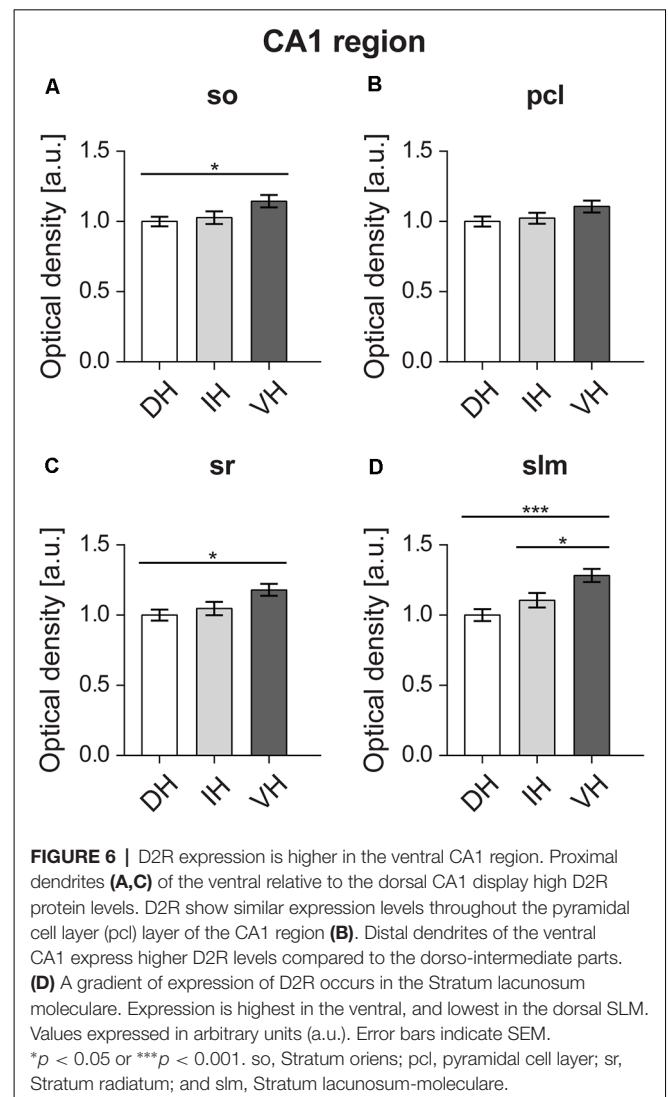 CA1 region
A
so
Optical density [a.u.]
1.5
1.0
0.5
0.0
*
DH
IH
VH
B
pcl
Optical density [a.u.]
1.5
1.0
0.5
0.0
DH
IH
VH
C
sr
Optical density [a.u.]
1.5
1.0
0.5
0.0
*
DH
IH
VH
D
slm
Optical density [a.u.]
1.5
1.0
0.5
0.0
***
*
DH
IH
VH
FIGURE 6 | D2R expression is higher in the ventral CA1 region. Proximal
dendrites (A,C) of the ventral relative to the dorsal CA1 display high D2R
protein levels. D2R show similar expression levels throughout the pyramidal
cell layer (pcl) layer of the CA1 region (B). Distal dendrites of the ventral
CA1 express higher D2R levels compared to the dorso-intermediate parts.
(D) A gradient of expression of D2R occurs in the Stratum lacunosum
moleculare. Expression is highest in the ventral, and lowest in the dorsal SLM.
Values expressed in arbitrary units (a.u.). Error bars indicate SEM.
*p < 0.05 or ***p < 0.001. so, Stratum oriens; pcl, pyramidal cell layer; sr,
Stratum radiatum; and slm, Stratum lacunosum-moleculare.